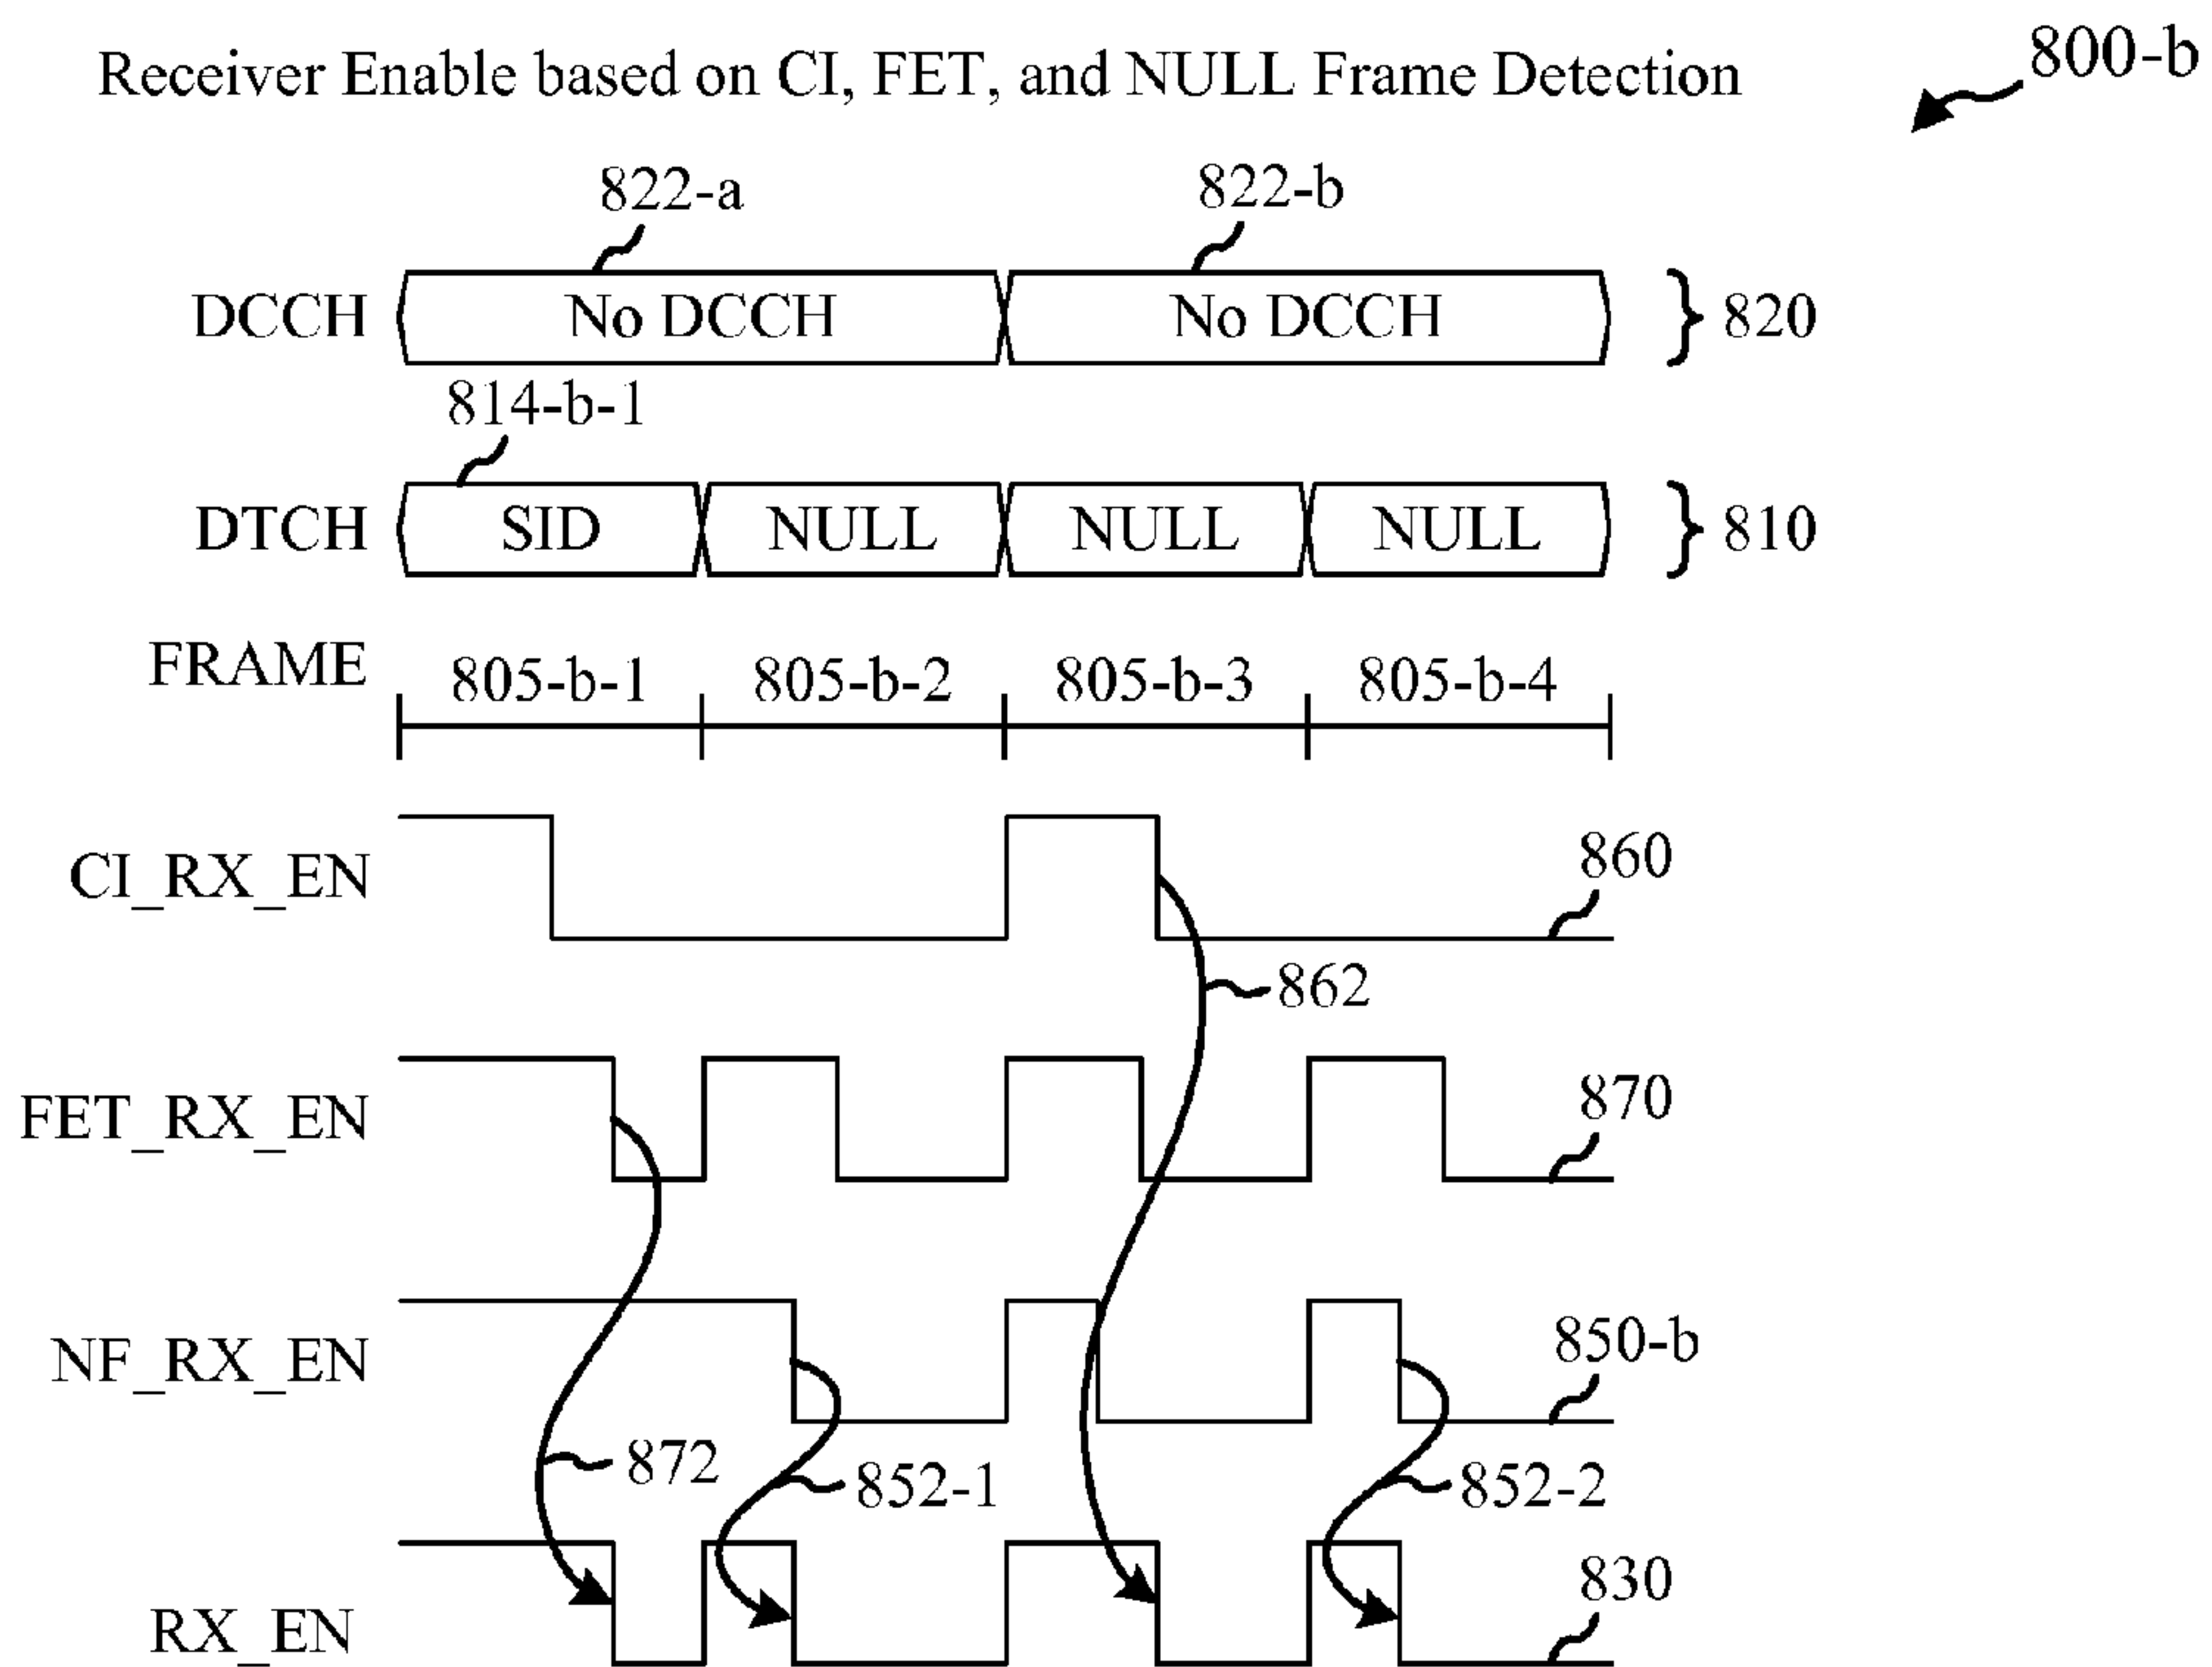 800-b
Receiver Enable based on CI, FET, and NULL Frame Detection
822-a 822-b
DCCH No DCCH No DCCH 820
814-b-1
DTCH SID NULL NULL NULL 810
FRAME 805-b-1 805-b-2 805-b-3 805-b-4
CI_RX_EN 860
862
FET_RX_EN 870
NF_RX_EN 850-b
872 852-1 852-2
RX_EN 830